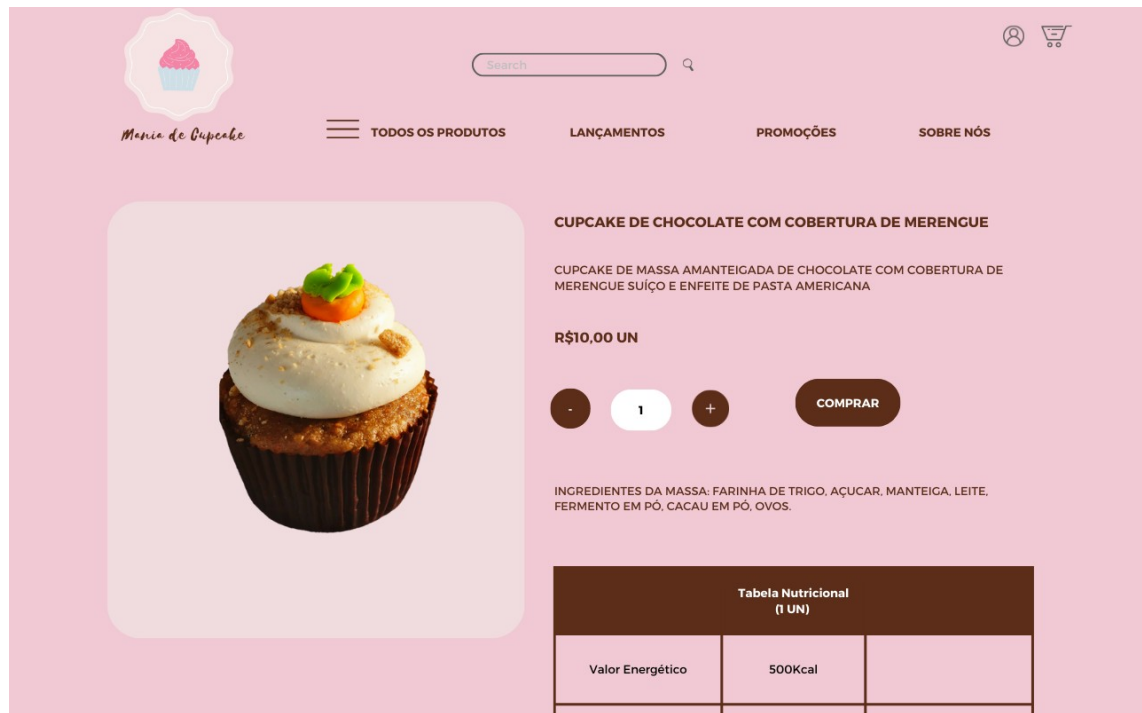 Search
Mania de Cupcake
TODOS OS PRODUTOS
LANÇAMENTOS
PROMOÇÕES
SOBRE NÓS
CUPCAKE DE CHOCOLATE COM COBERTURA DE MERENGUE
CUPCAKE DE MASSA AMANTEIGADA DE CHOCOLATE COM COBERTURA DE
MERENGUE SUÍÇO E ENFEITE DE PASTA AMERICANA
R$10,00 UN
- 1 +
COMPRAR
INGREDIENTES DA MASSA: FARINHA DE TRIGO, AÇUCAR, MANTEIGA, LEITE,
FERMENTO EM PÓ, CACAU EM PÓ, OVOS.
Tabela Nutricional
(1 UN)
Valor Energético
500Kcal